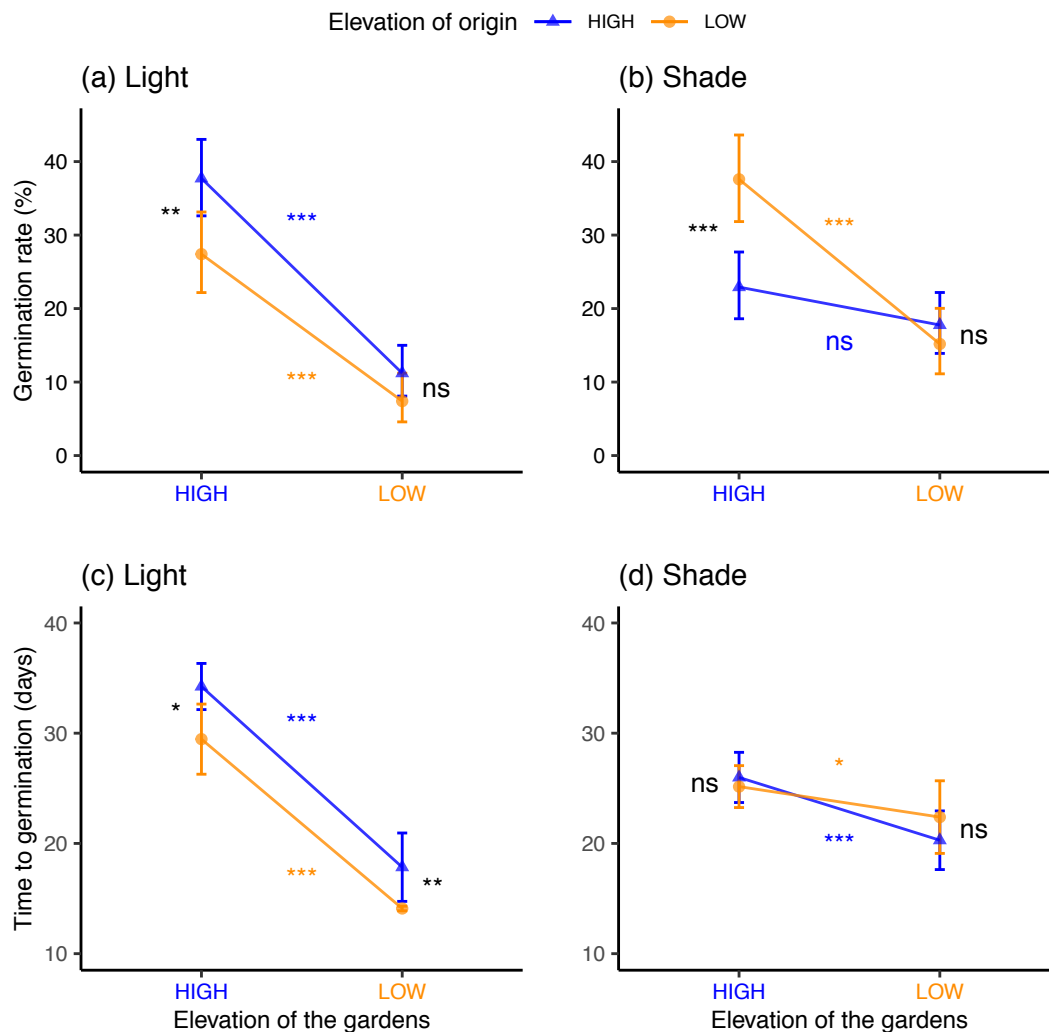 Elevation of origin HIGH LOW
(a) Light
Germination rate (%)
40
30
20
10
0
**
***
***
ns
HIGH LOW
(b) Shade
40
30
20
10
0
***
***
ns
ns
HIGH LOW
(c) Light
Time to germination (days)
40
30
20
10
*
***
***
**
HIGH LOW
Elevation of the gardens
(d) Shade
40
30
20
10
ns
*
***
ns
HIGH LOW
Elevation of the gardens